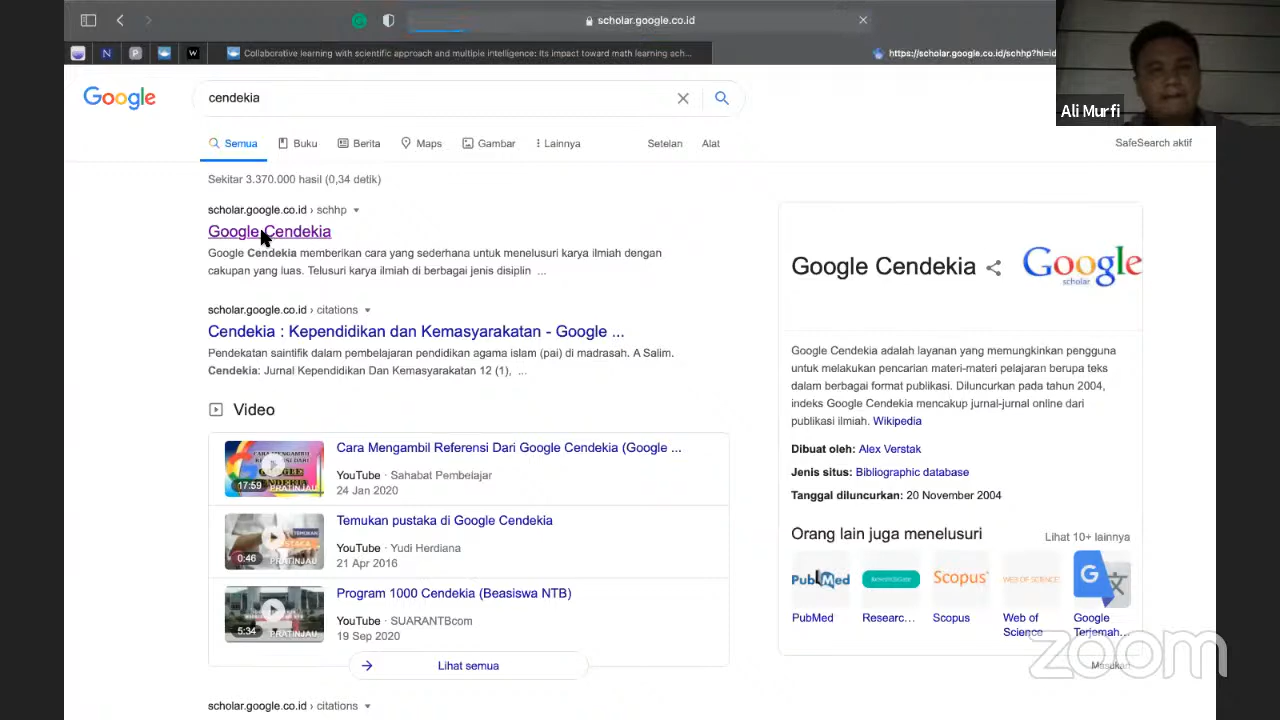 scholar.google.co.id
N
P
W
Collaborative learning with scientific approach and multiple intelligence: Its impact toward math learning sch...
https://scholar.google.co.id/schhp?hl=id
Ali Murfi
Google
cendekia
Semua
Buku
Berita
Maps
Gambar
Lainnya
Setelan
Alat
SafeSearch aktif
Sekitar 3.370.000 hasil (0,34 detik)
scholar.google.co.id › schhp
Google Cendekia
Google Cendekia memberikan cara yang sederhana untuk menelusuri karya ilmiah dengan
cakupan yang luas. Telusuri karya ilmiah di berbagai jenis disiplin ...
scholar.google.co.id › citations
Cendekia : Kependidikan dan Kemasyarakatan - Google ...
Pendekatan saintifik dalam pembelajaran pendidikan agama islam (pai) di madrasah. A Salim.
Cendekia: Jurnal Kependidikan Dan Kemasyarakatan 12 (1), ...
Video
17:59
PRATINJAU
Cara Mengambil Referensi Dari Google Cendekia (Google ...
YouTube · Sahabat Pembelajar
24 Jan 2020
0:46
PRATINJAU
Temukan pustaka di Google Cendekia
YouTube · Yudi Herdiana
21 Apr 2016
5:34
PRATINJAU
Program 1000 Cendekia (Beasiswa NTB)
YouTube · SUARANTBcom
19 Sep 2020
Lihat semua
scholar.google.co.id › citations
Google Cendekia
Google
scholar
Google Cendekia adalah layanan yang memungkinkan pengguna
untuk melakukan pencarian materi-materi pelajaran berupa teks
dalam berbagai format publikasi. Diluncurkan pada tahun 2004,
indeks Google Cendekia mencakup jurnal-jurnal online dari
publikasi ilmiah. Wikipedia
Dibuat oleh: Alex Verstak
Jenis situs: Bibliographic database
Tanggal diluncurkan: 20 November 2004
Orang lain juga menelusuri
Lihat 10+ lainnya
PubMed
Scopus
WEB OF SCIENCE
G
PubMed
Researc...
Scopus
Web of
Science
Google
Terjemah...
Masukan
zoom